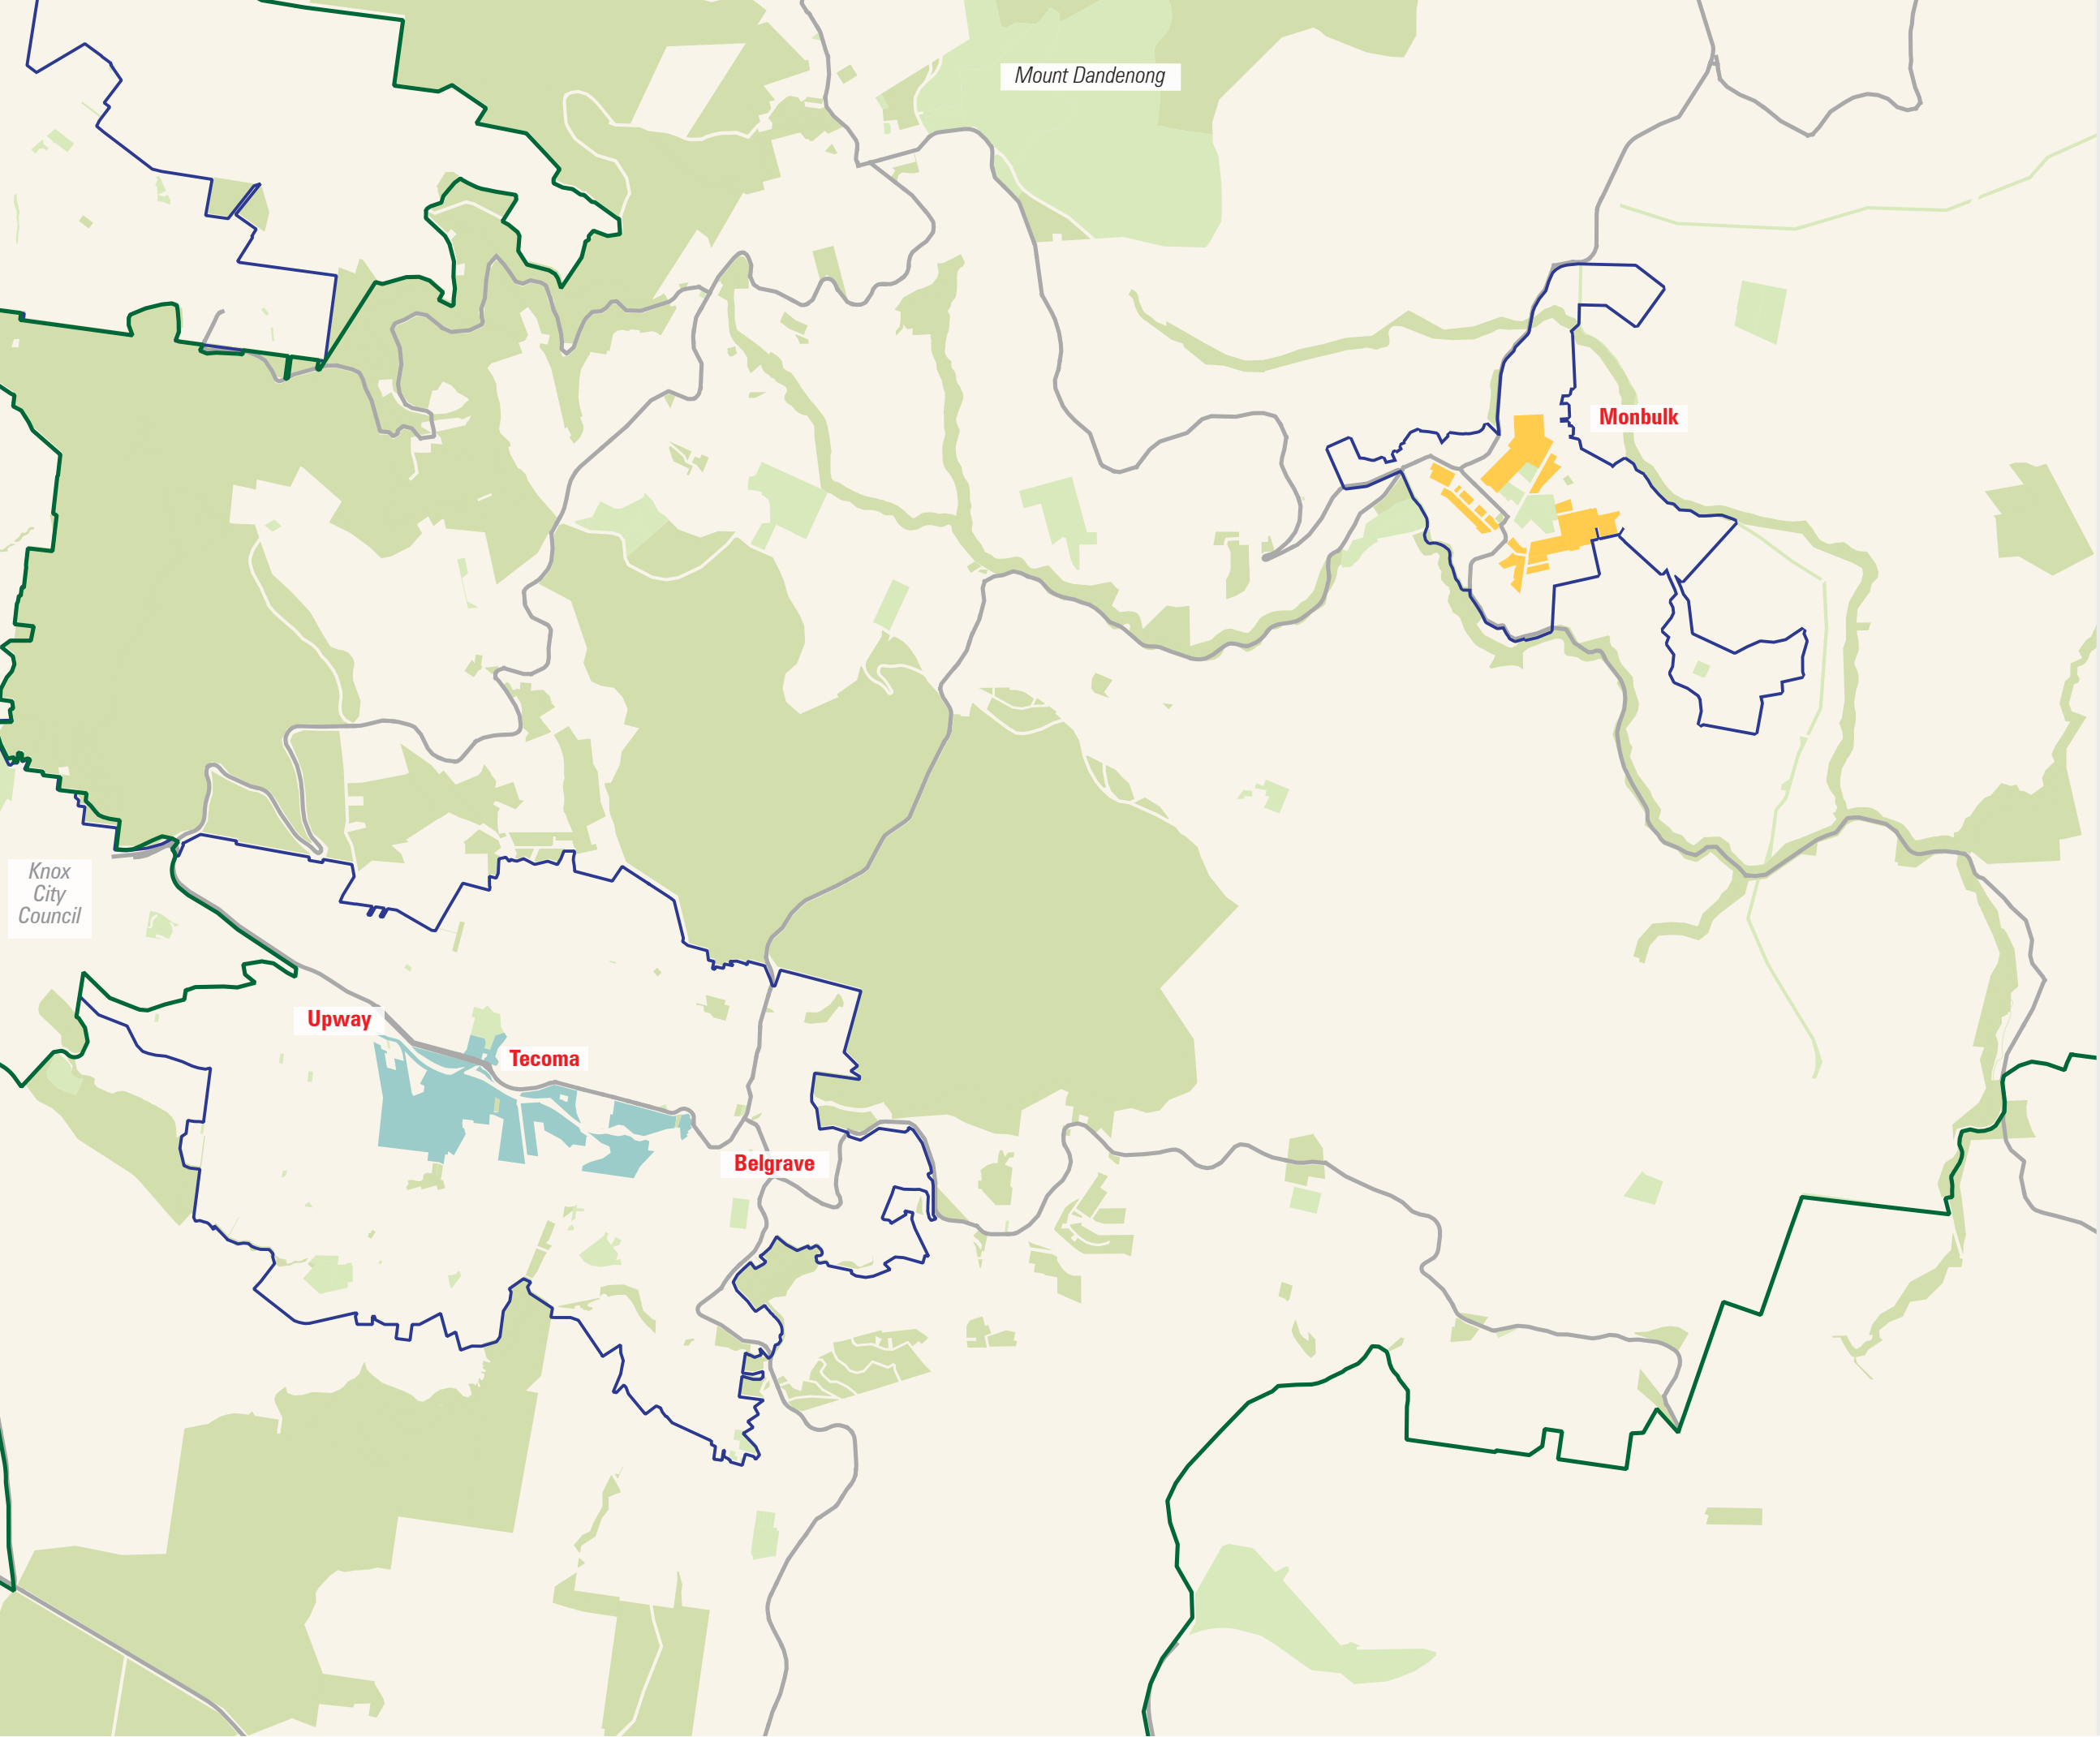 Mount Dandenong
Monbulk
Knox
City
Council
Upway
Tecoma
Belgrave